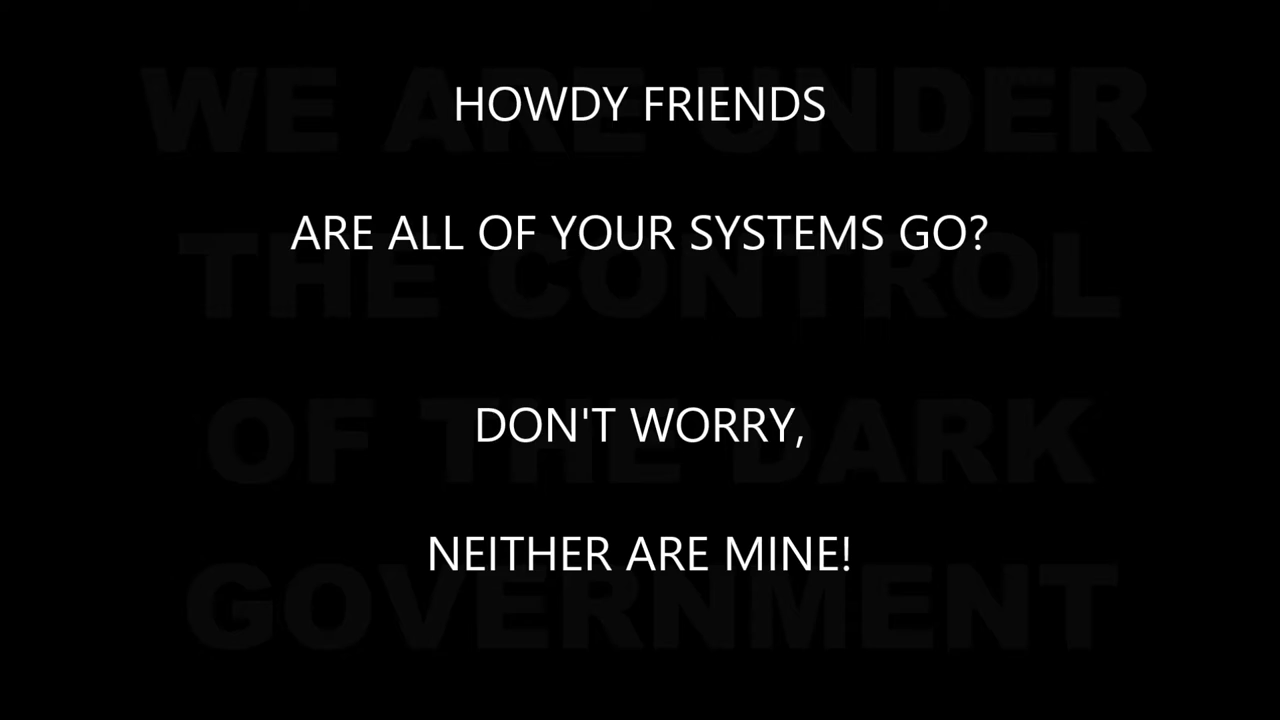 HOWDY FRIENDS
ARE ALL OF YOUR SYSTEMS GO?
DON'T WORRY,
NEITHER ARE MINE!
WE ARE UNDER
THE CONTROL
OF THE DARK
GOVERNMENT